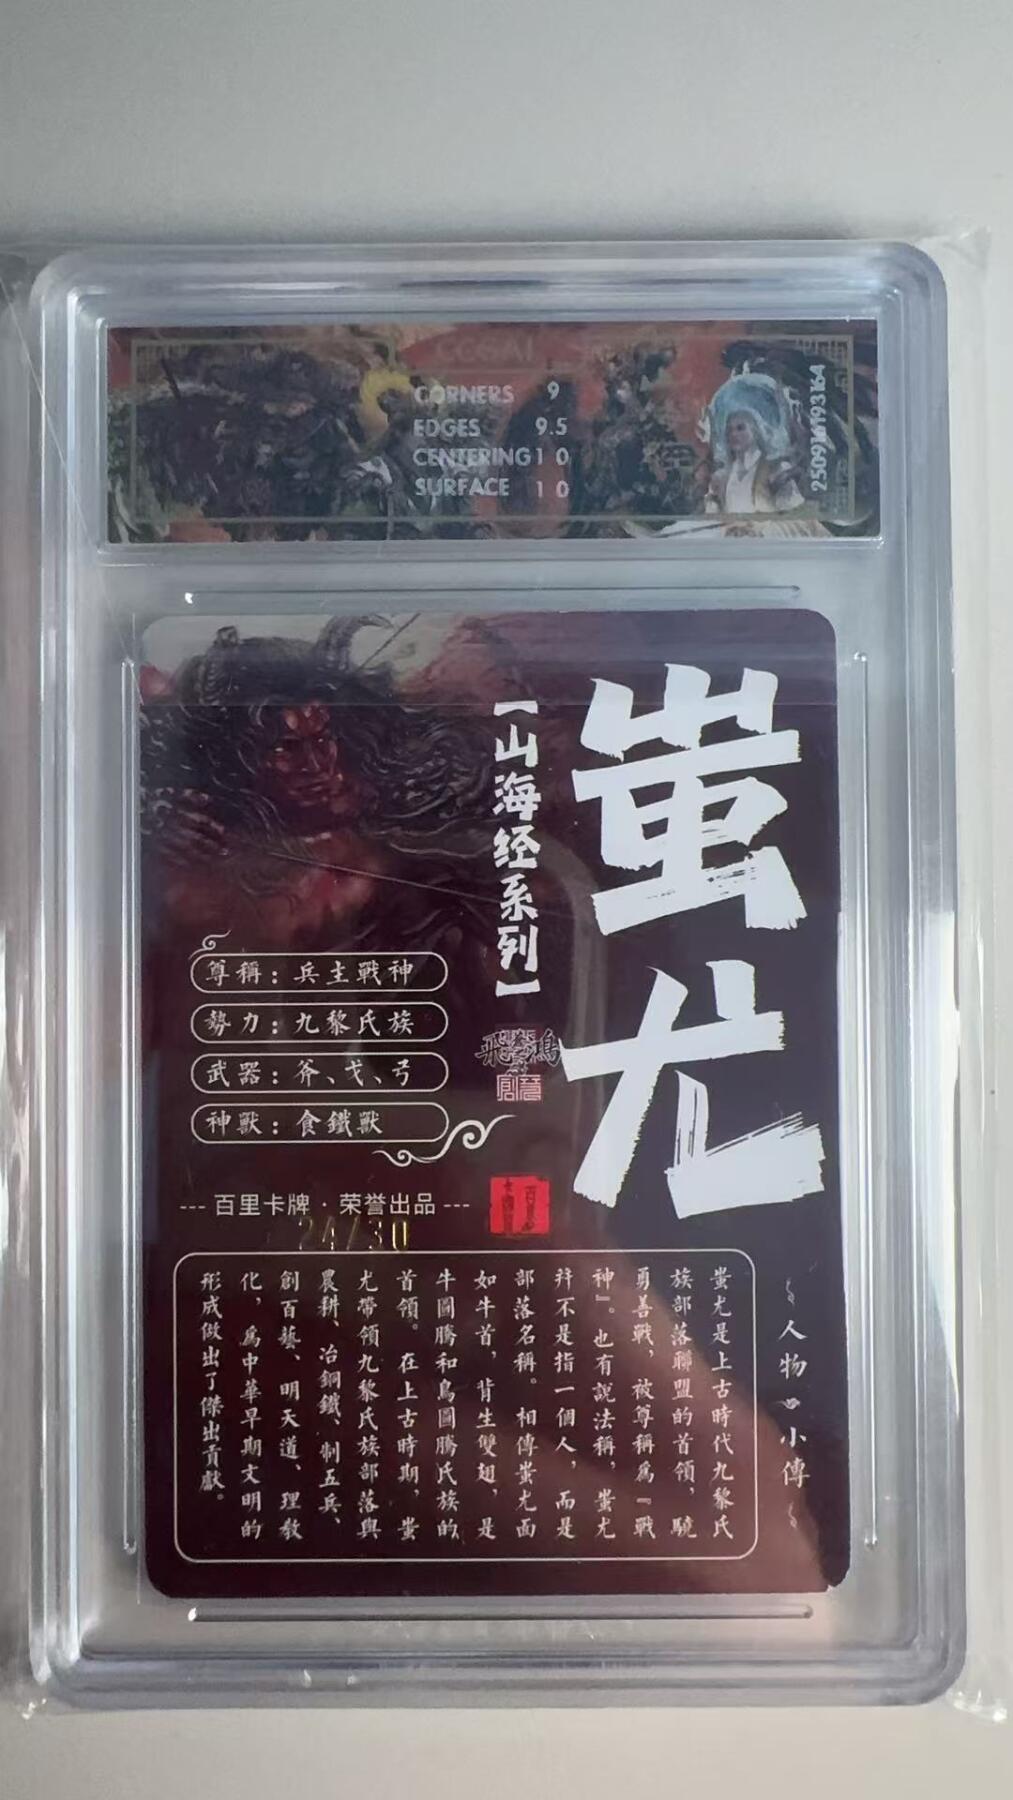 CORNERS 9
EDGES 9.5
CENTERING 10
SURFACE 10
250916193164
蚩尤
【山海经系列】
飛鴻
尊稱：兵主戰神
勢力：九黎氏族
武器：斧、戈、弓
神獸：食鐵獸
--- 百里卡牌 · 荣誉出品 ---
24/30
人物小傳
蚩尤是上古時代九黎氏
族部落聯盟的首領，驍
勇善戰，被尊稱爲『戰
神』。也有說法稱，蚩尤
并不是指一個人，而是
部落名稱。相傳蚩尤面
如牛首，背生雙翅，是
牛圖騰和鳥圖騰氏族的
首領。在上古時期，蚩
尤帶領九黎氏族部落與
農耕、冶銅鐵、制五兵、
創百藝、明天道、理教
化，爲中華早期文明的
形成做出了傑出貢獻。